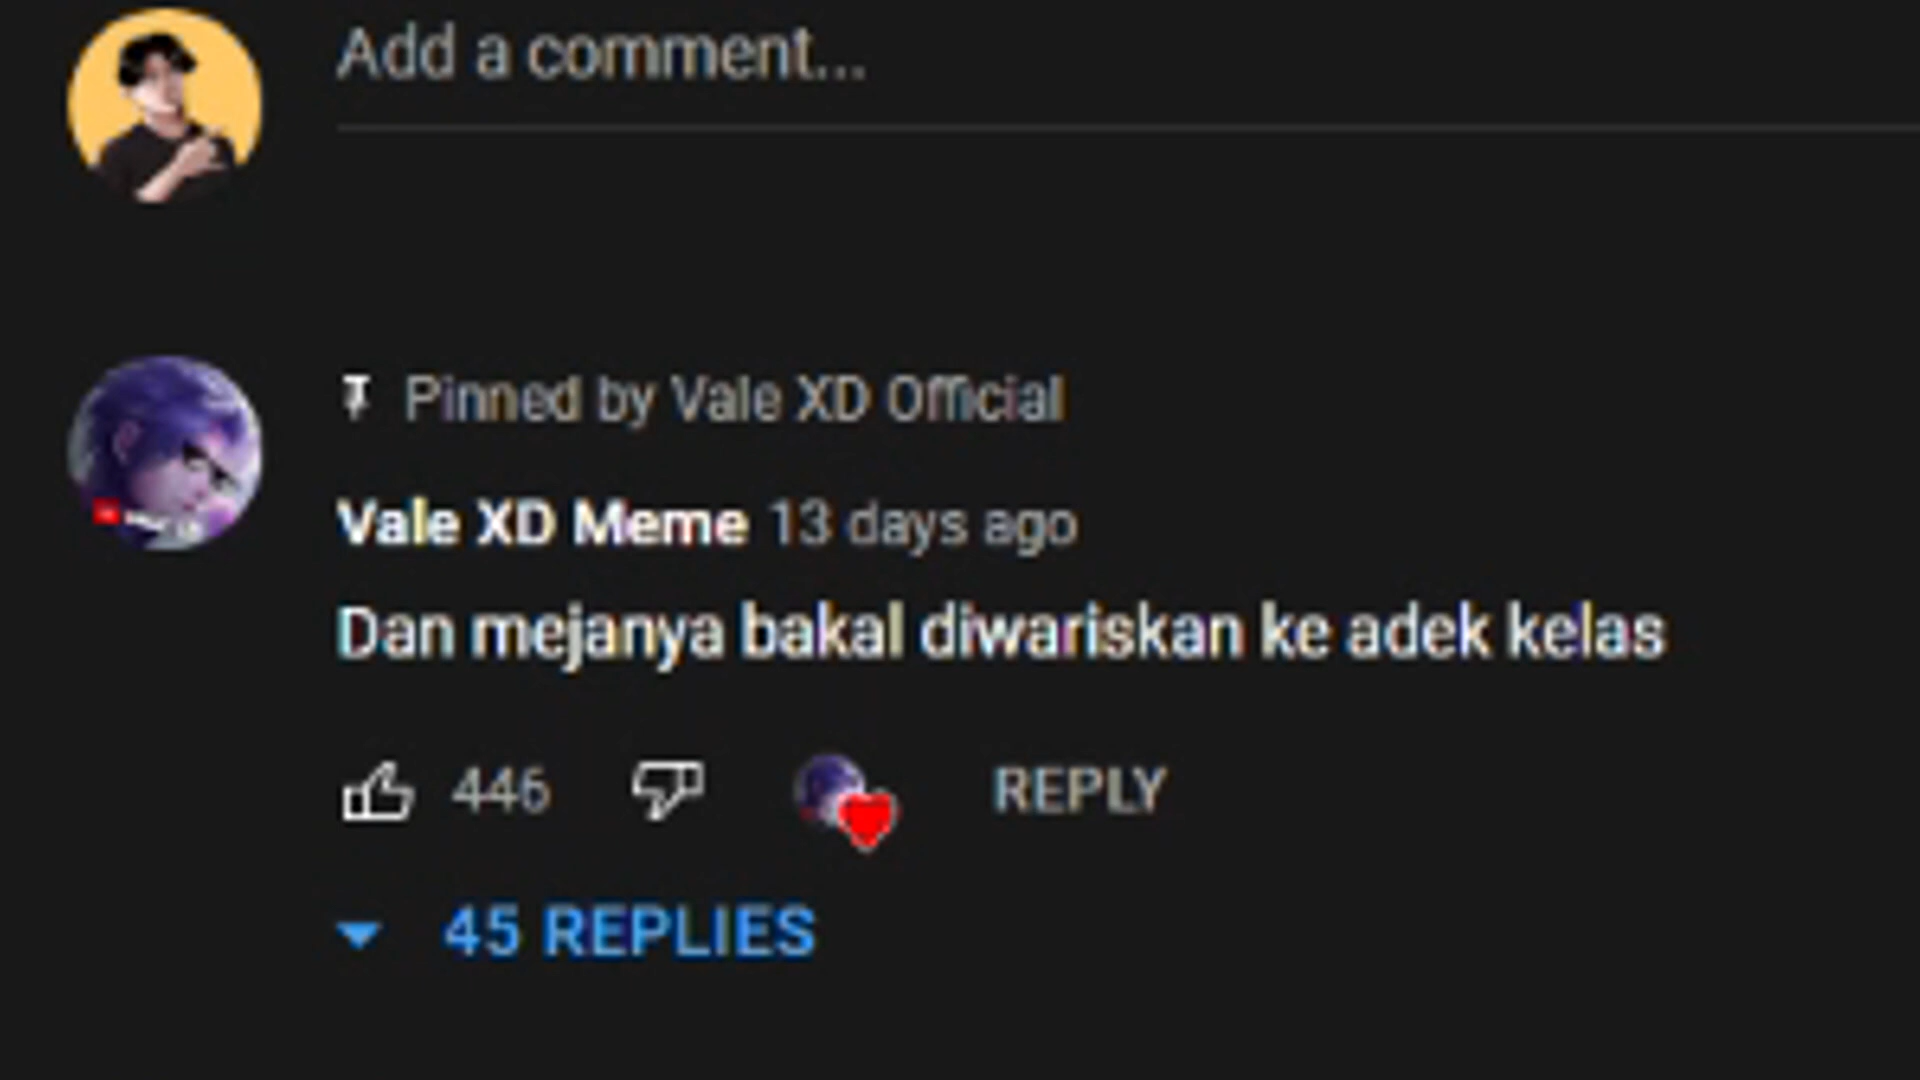 Add a comment...
Pinned by Vale XD Official
Vale XD Meme 13 days ago
Dan mejanya bakal diwariskan ke adek kelas
446 REPLY
45 REPLIES